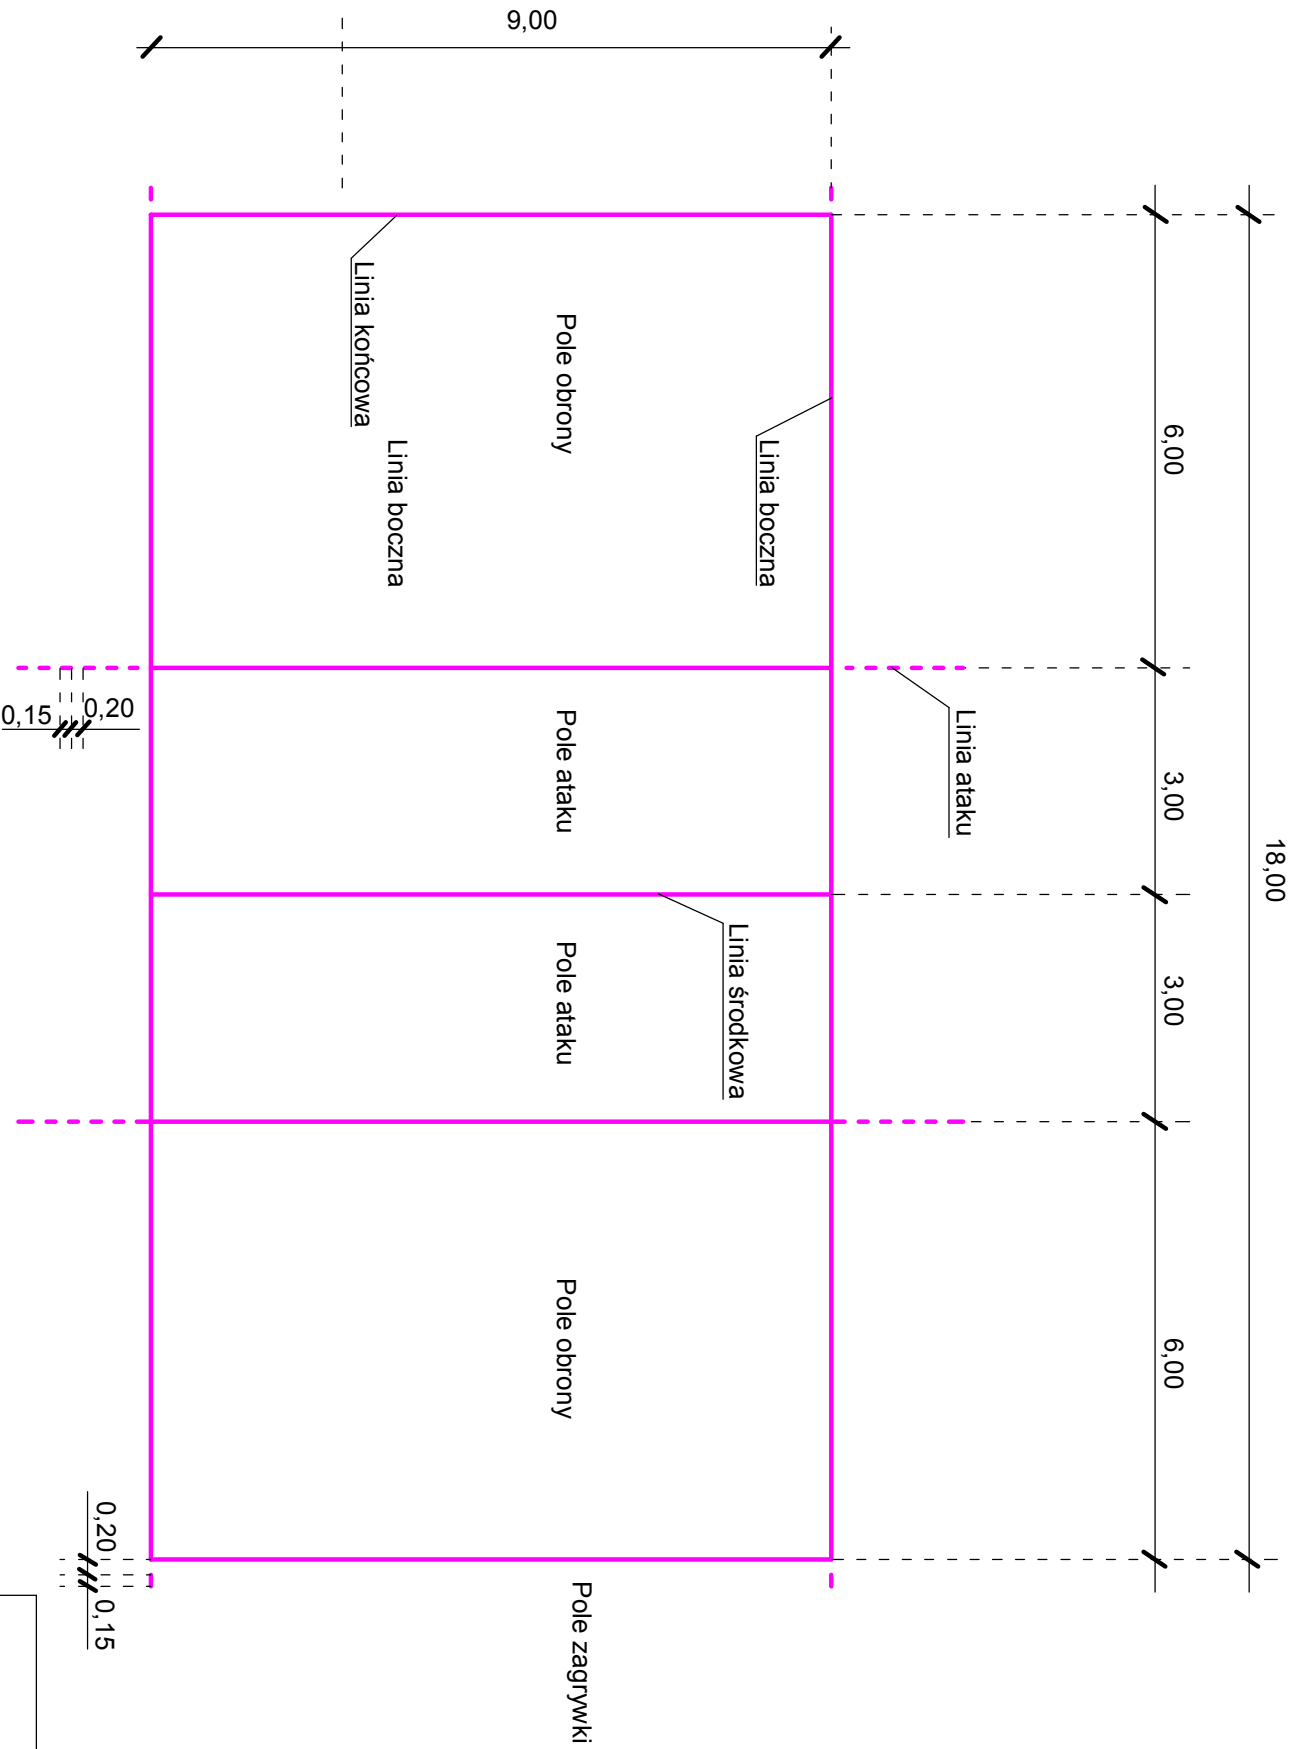 9,00
18,00
6,00
3,00
3,00
6,00
Linia ataku
Linia boczna
Linia środkowa
Pole obrony
Pole ataku
Pole ataku
Pole obrony
Pole zagrywki
Linia boczna
Linia końcowa
0,15
0,20
0,20
0,15